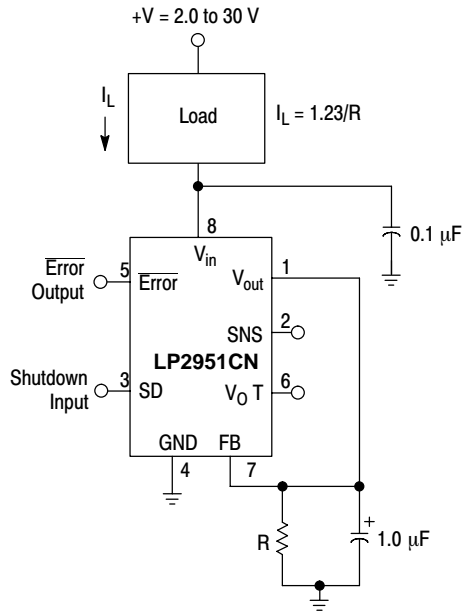 +V = 2.0 to 30 V
I_L
Load
I_L = 1.23/R
8
0.1 µF
V_in
Error
Output
5
Error
V_out
1
SNS
2
LP2951CN
Shutdown
Input
3
SD
V_O T
6
GND
FB
4
7
R
+
1.0 µF